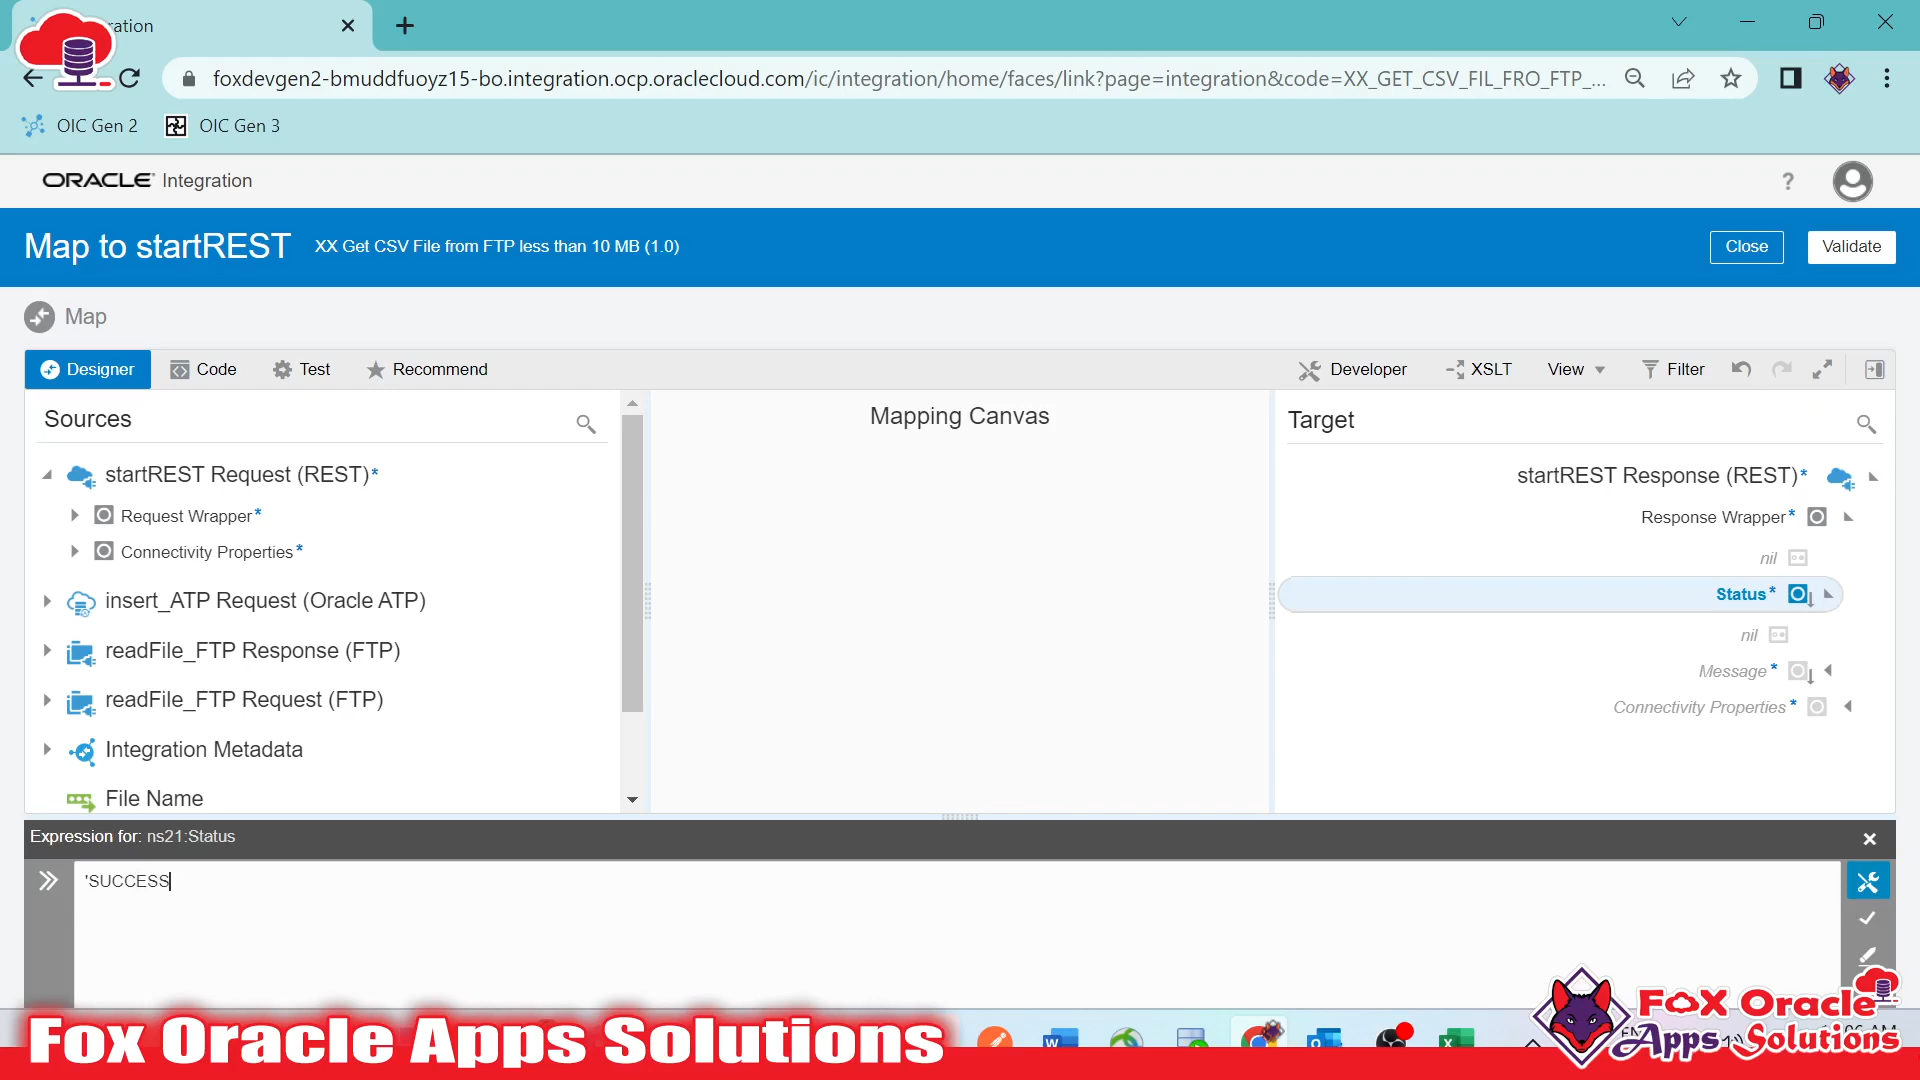 ration
foxdevgen2-bmuddfuoyz15-bo.integration.ocp.oraclecloud.com/ic/integration/home/faces/link?page=integration&code=XX_GET_CSV_FIL_FRO_FTP_...
OIC Gen 2
OIC Gen 3
ORACLE Integration
?
Map to startREST
XX Get CSV File from FTP less than 10 MB (1.0)
Close
Validate
Map
Designer
Code
Test
Recommend
Developer
XSLT
View
Filter
Sources
Mapping Canvas
Target
startREST Request (REST)*
Request Wrapper*
Connectivity Properties*
insert_ATP Request (Oracle ATP)
readFile_FTP Response (FTP)
readFile_FTP Request (FTP)
Integration Metadata
File Name
startREST Response (REST)*
Response Wrapper*
nil
Status*
nil
Message*
Connectivity Properties*
Expression for: ns21:Status
'SUCCESS
Fox Oracle Apps Solutions
Fox Oracle
Apps Solutions